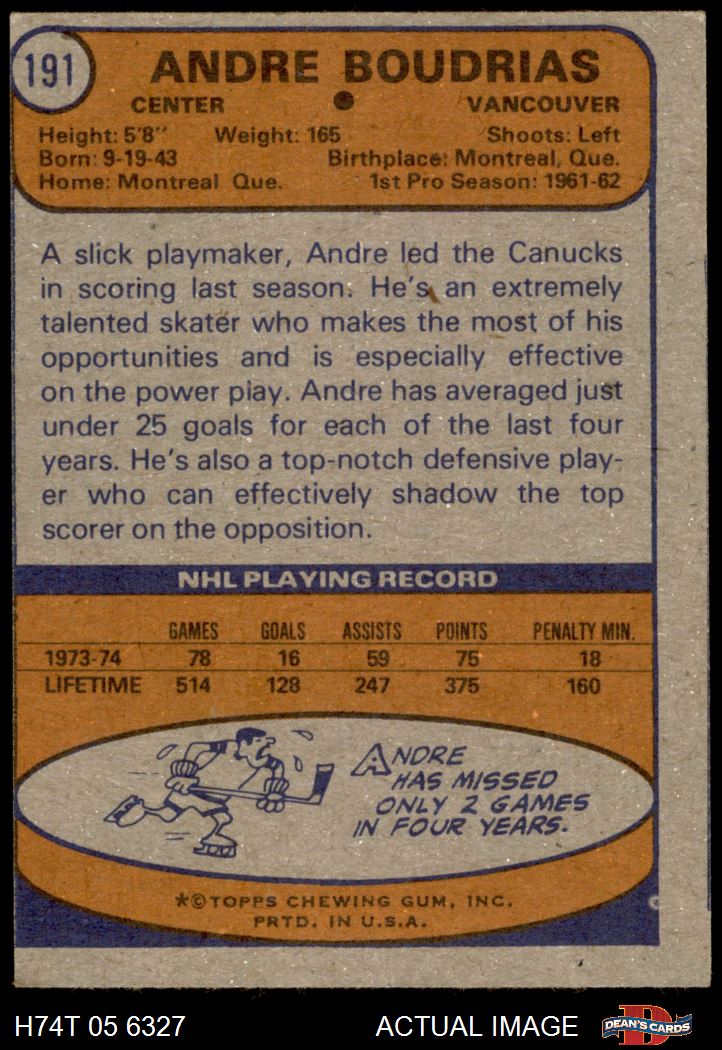 191
ANDRE BOUDRIAS
CENTER VANCOUVER
Height: 5'8" Weight: 165 Shoots: Left
Born: 9-19-43 Birthplace: Montreal, Que.
Home: Montreal Que. 1st Pro Season: 1961-62
A slick playmaker, Andre led the Canucks
in scoring last season. He's an extremely
talented skater who makes the most of his
opportunities and is especially effective
on the power play. Andre has averaged just
under 25 goals for each of the last four
years. He's also a top-notch defensive play-
er who can effectively shadow the top
scorer on the opposition.
NHL PLAYING RECORD
GAMES GOALS ASSISTS POINTS PENALTY MIN.
1973-74 78 16 59 75 18
LIFETIME 514 128 247 375 160
ANDRE
HAS MISSED
ONLY 2 GAMES
IN FOUR YEARS.
*©TOPPS CHEWING GUM, INC.
PRTD. IN U.S.A.
H74T 05 6327 ACTUAL IMAGE D DEAN'S CARDS